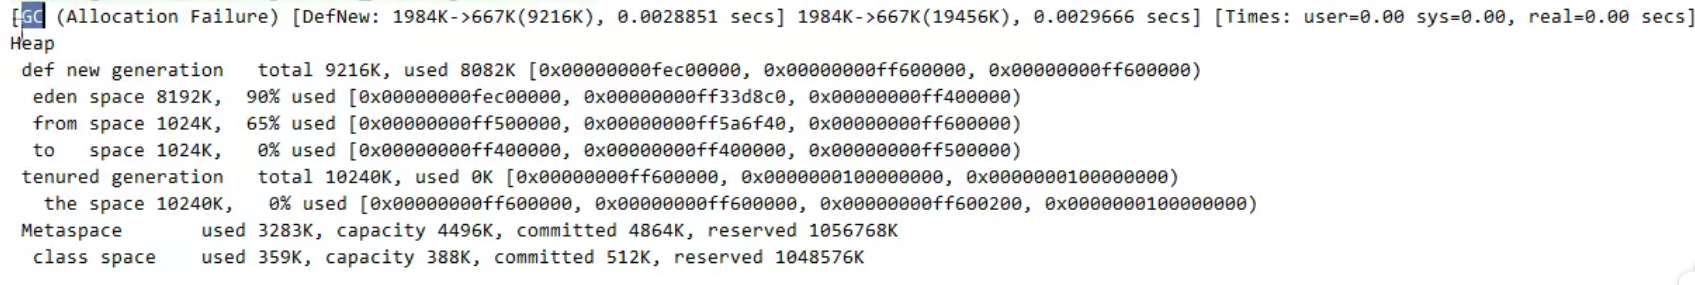 [GC (Allocation Failure) [DefNew: 1984K->667K(9216K), 0.0028851 secs] 1984K->667K(19456K), 0.0029666 secs] [Times: user=0.00 sys=0.00, real=0.00 secs]
Heap
def new generation total 9216K, used 8082K [0x00000000fec00000, 0x00000000ff600000, 0x00000000ff600000)
eden space 8192K, 90% used [0x00000000fec00000, 0x00000000ff33d8c0, 0x00000000ff400000)
from space 1024K, 65% used [0x00000000ff500000, 0x00000000ff5a6f40, 0x00000000ff600000)
to space 1024K, 0% used [0x00000000ff400000, 0x00000000ff400000, 0x00000000ff500000)
tenured generation total 10240K, used 0K [0x00000000ff600000, 0x0000000100000000, 0x0000000100000000)
the space 10240K, 0% used [0x00000000ff600000, 0x00000000ff600000, 0x00000000ff600200, 0x0000000100000000)
Metaspace used 3283K, capacity 4496K, committed 4864K, reserved 1056768K
class space used 359K, capacity 388K, committed 512K, reserved 1048576K